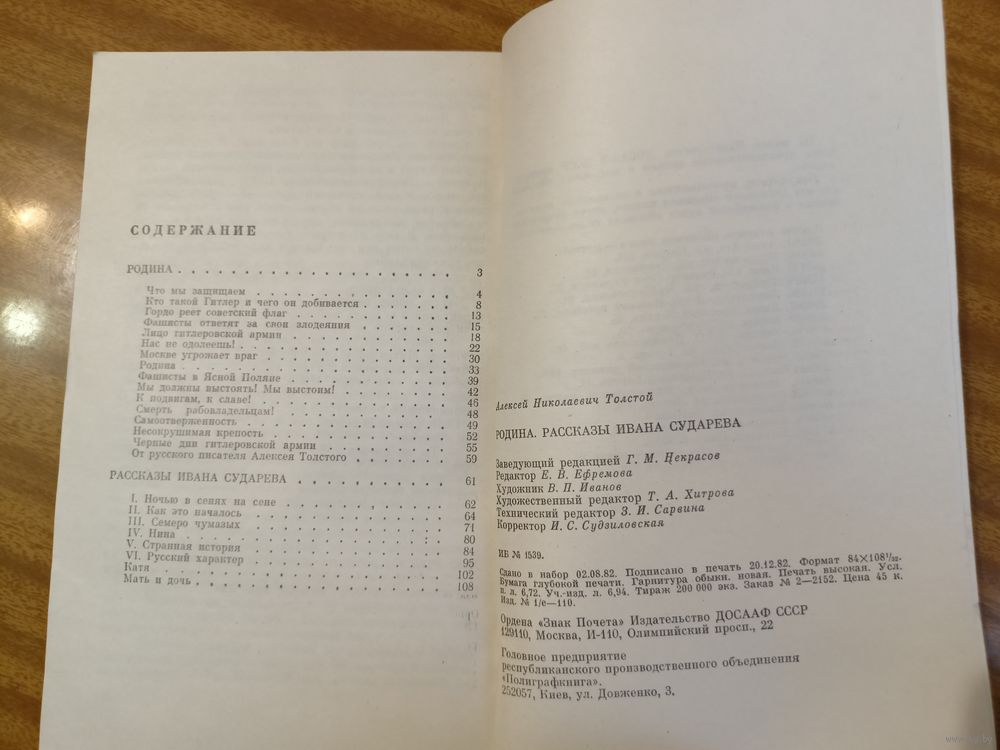 СОДЕРЖАНИЕ
РОДИНА . . . . . . . . . . . . . . . . . . . . 3
Что мы защищаем . . . . . . . . . . . . . 4
Кто такой Гитлер и чего он добивается . . . . . . . 8
Гордо реет советский флаг . . . . . . . . . . 13
Фашисты ответят за свои злодеяния . . . . . . . 15
Лицо гитлеровской армии . . . . . . . . . . 18
Нас не одолеешь! . . . . . . . . . . . . . 22
Москве угрожает враг . . . . . . . . . . . 30
Родина . . . . . . . . . . . . . . . . 33
Фашисты в Ясной Поляне . . . . . . . . . . 39
Мы должны выстоять! Мы выстоим! . . . . . . . 42
К подвигам, к славе! . . . . . . . . . . . . 46
Смерть рабовладельцам! . . . . . . . . . . 48
Самоотверженность . . . . . . . . . . . . 49
Несокрушимая крепость . . . . . . . . . . . 52
Черные дни гитлеровской армии . . . . . . . . 55
От русского писателя Алексея Толстого . . . . . . 59
РАССКАЗЫ ИВАНА СУДАРЕВА . . . . . . . . . . 61
I. Ночью в сенях на сене . . . . . . . . . . 62
II. Как это началось . . . . . . . . . . . . 64
III. Семеро чумазых . . . . . . . . . . . . 71
IV. Нина . . . . . . . . . . . . . . . . 80
V. Странная история . . . . . . . . . . . . 84
VI. Русский характер . . . . . . . . . . . . 95
Катя . . . . . . . . . . . . . . . . . . 102
Мать и дочь . . . . . . . . . . . . . . . 108
Алексей Николаевич Толстой
РОДИНА. РАССКАЗЫ ИВАНА СУДАРЕВА
Заведующий редакцией Г. М. Некрасов
Редактор Е. В. Ефремова
Художник В. П. Иванов
Художественный редактор Т. А. Хитрова
Технический редактор З. И. Сарвина
Корректор И. С. Судзиловская
ИБ № 1539.
Сдано в набор 02.08.82. Подписано в печать 20.12.82. Формат 84×108¹/₃₂.
Бумага глубокой печати. Гарнитура обыкн. новая. Печать высокая. Усл.
п. л. 6,72. Уч.-изд. л. 6,94. Тираж 200 000 экз. Заказ № 2—2152. Цена 45 к.
Изд. № 1/е—110.
Ордена «Знак Почета» Издательство ДОСААФ СССР
129110, Москва, И-110, Олимпийский просп., 22
Головное предприятие
республиканского производственного объединения
«Полиграфкнига».
252057, Киев, ул. Довженко, 3.